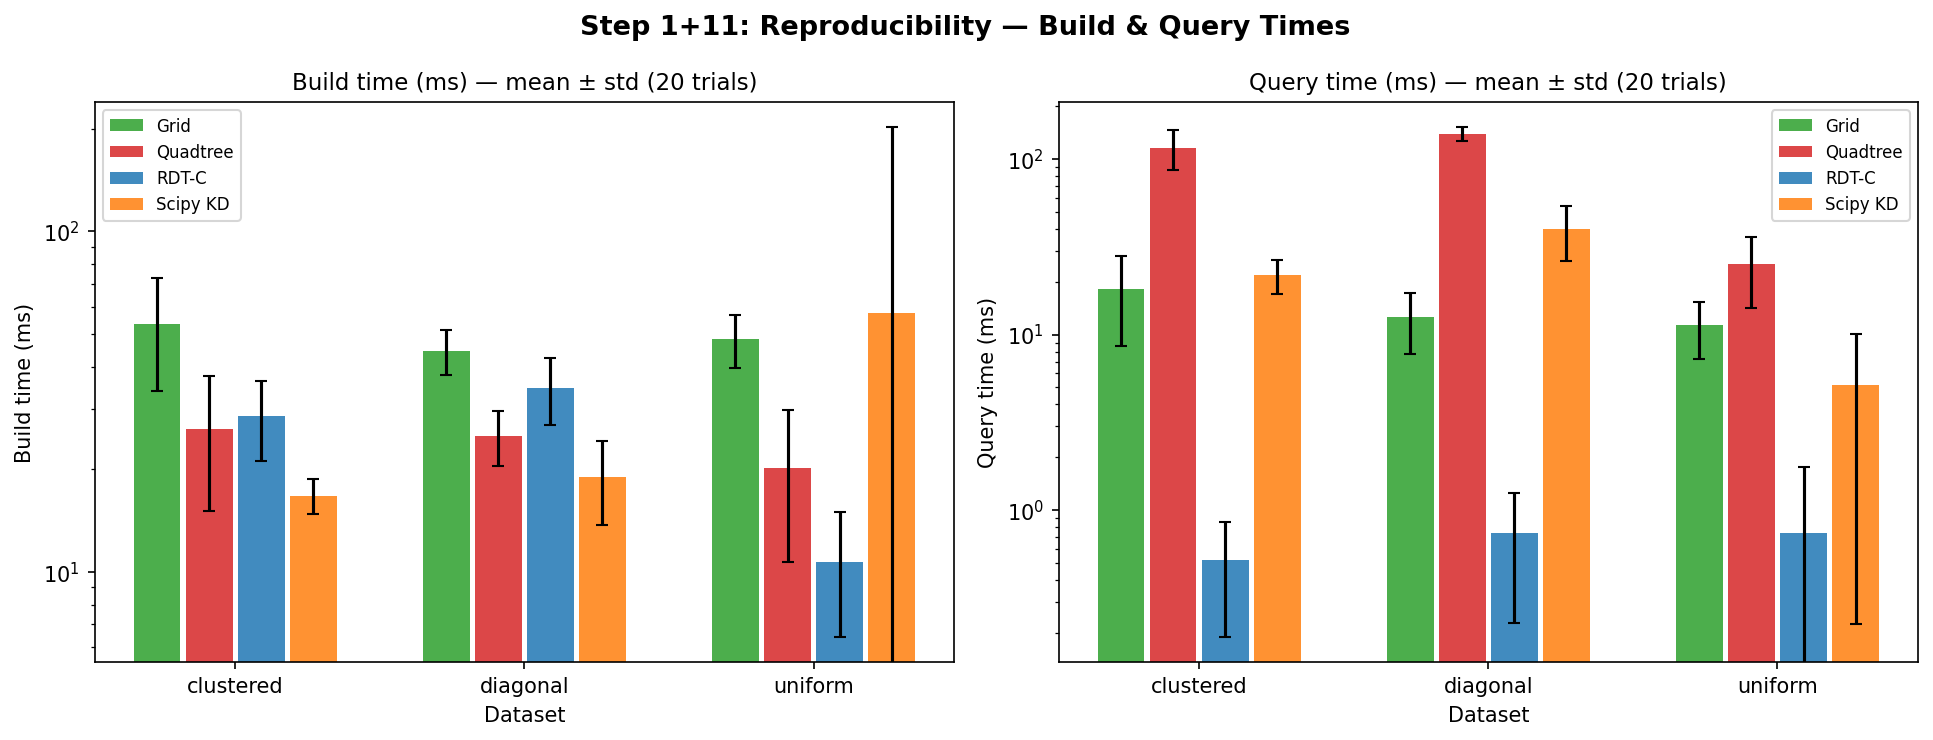 Step 1+11: Reproducibility — Build & Query Times
Build time (ms) — mean ± std (20 trials)
Grid
Quadtree
RDT-C
Scipy KD
10²
10¹
Build time (ms)
clustered
diagonal
uniform
Dataset
Query time (ms) — mean ± std (20 trials)
Grid
Quadtree
RDT-C
Scipy KD
10²
10¹
10⁰
Query time (ms)
clustered
diagonal
uniform
Dataset